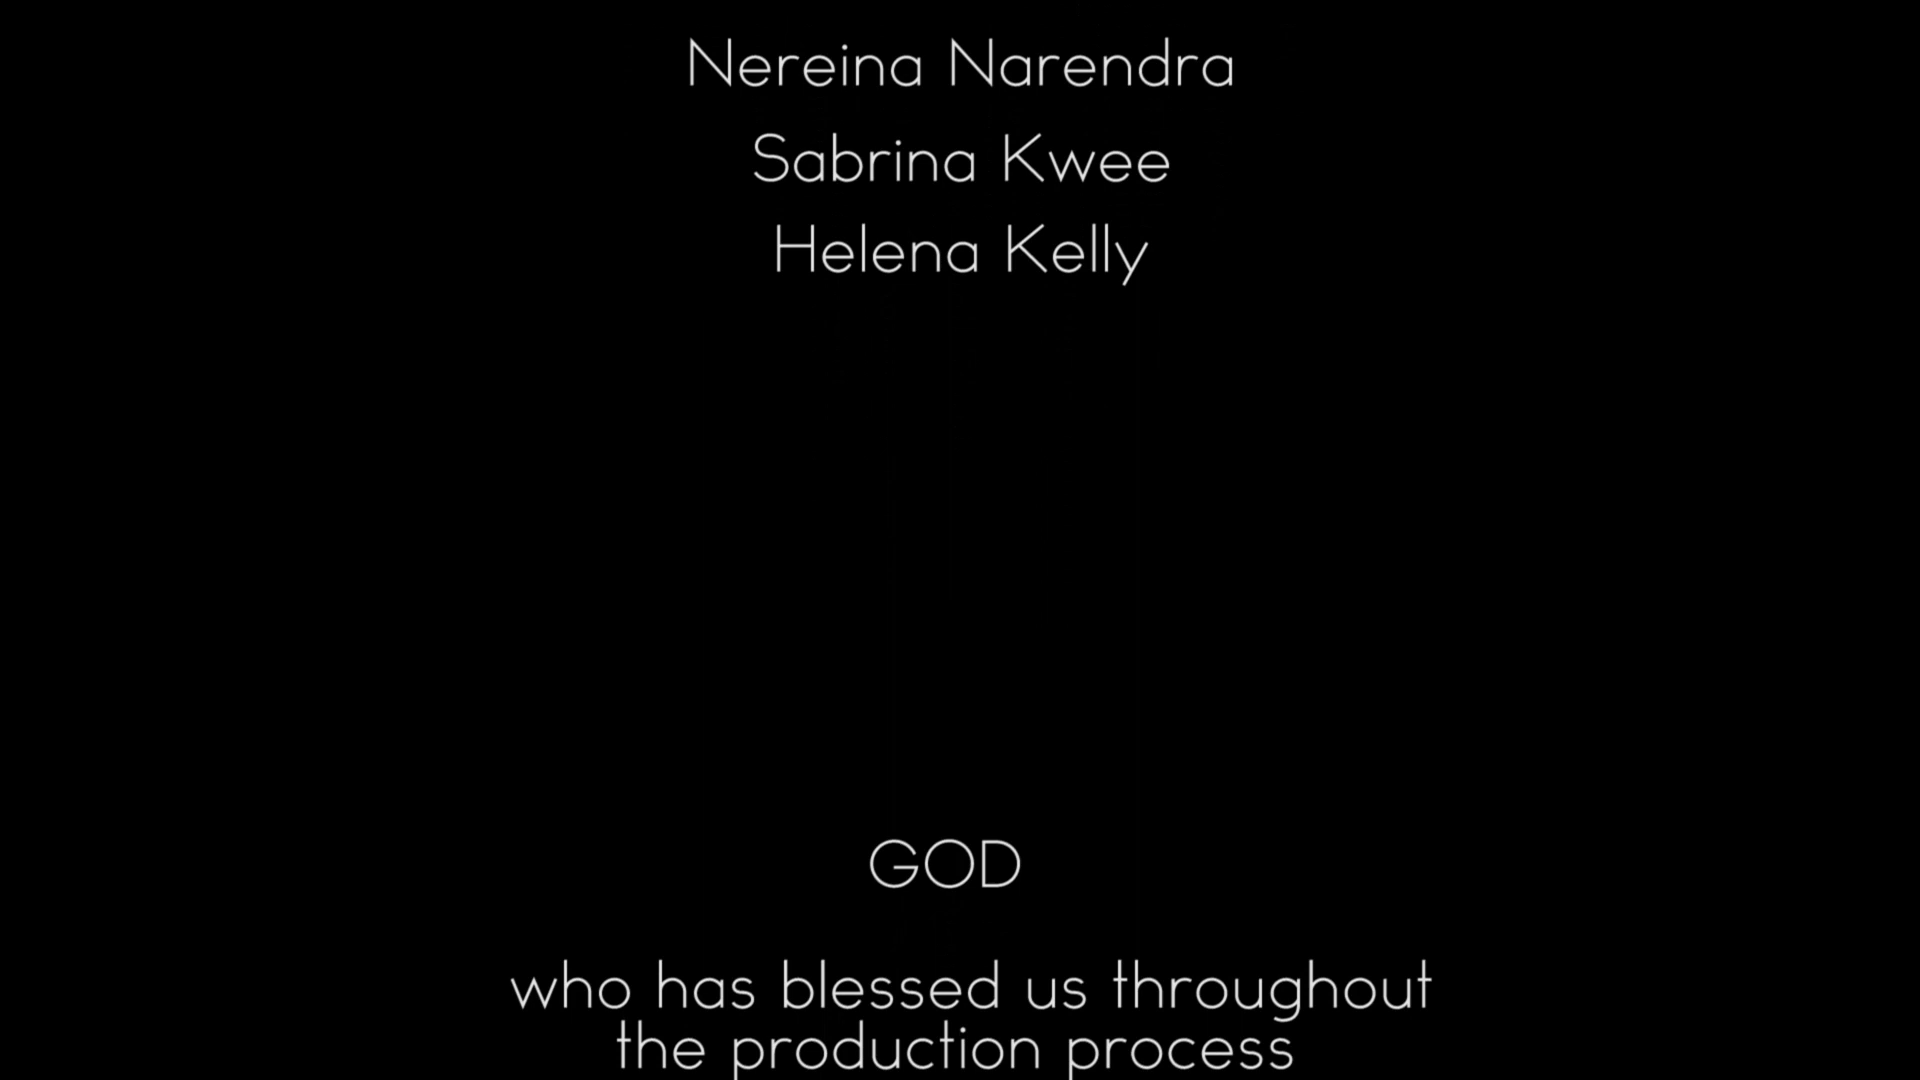 Nereina Narendra
Sabrina Kwee
Helena Kelly
GOD
who has blessed us throughout
the production process